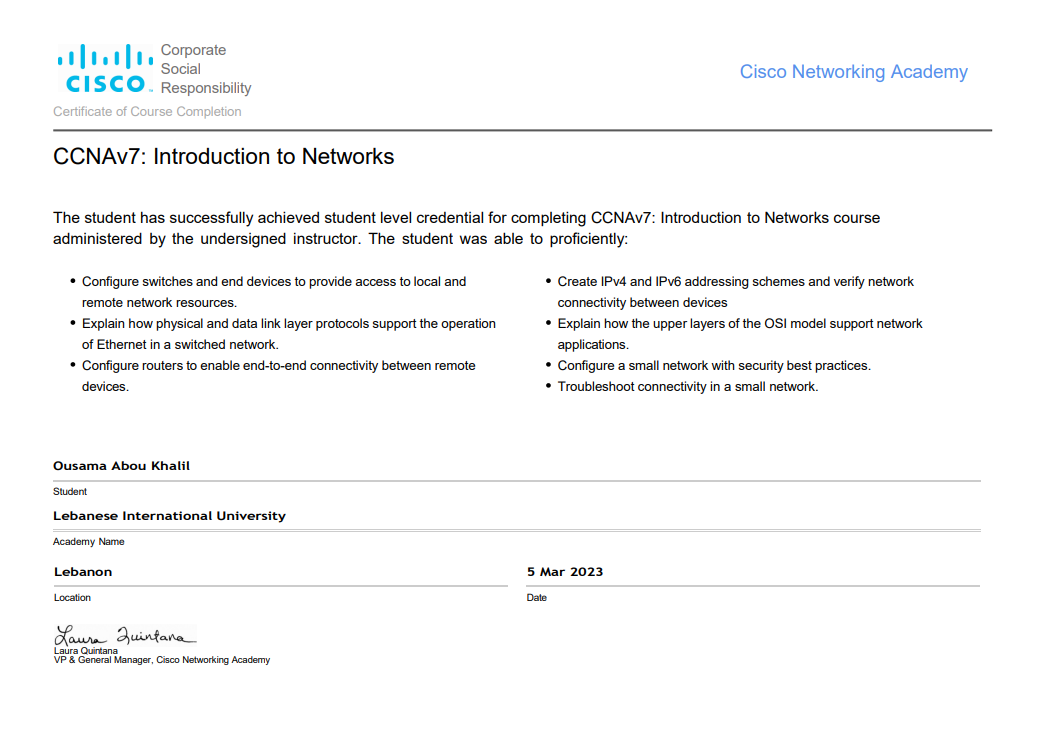 Corporate
Social
CISCO Responsibility
Cisco Networking Academy
Certificate of Course Completion
CCNAv7: Introduction to Networks
The student has successfully achieved student level credential for completing CCNAv7: Introduction to Networks course
administered by the undersigned instructor. The student was able to proficiently:
• Configure switches and end devices to provide access to local and
remote network resources.
• Explain how physical and data link layer protocols support the operation
of Ethernet in a switched network.
• Configure routers to enable end-to-end connectivity between remote
devices.
• Create IPv4 and IPv6 addressing schemes and verify network
connectivity between devices
• Explain how the upper layers of the OSI model support network
applications.
• Configure a small network with security best practices.
• Troubleshoot connectivity in a small network.
Ousama Abou Khalil
Student
Lebanese International University
Academy Name
Lebanon
Location
5 Mar 2023
Date
Laura Quintana
Laura Quintana
VP & General Manager, Cisco Networking Academy